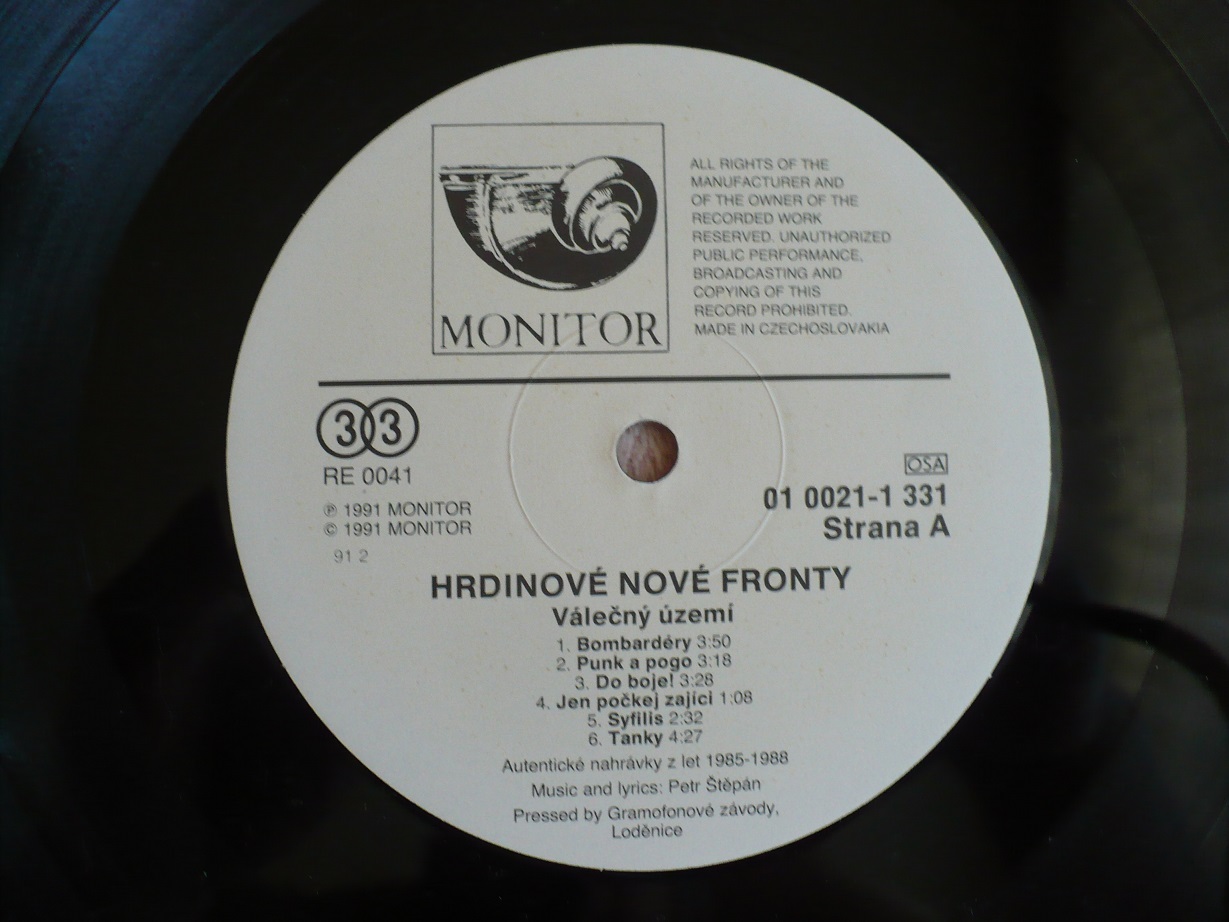 MONITOR
ALL RIGHTS OF THE
MANUFACTURER AND
OF THE OWNER OF THE
RECORDED WORK
RESERVED. UNAUTHORIZED
PUBLIC PERFORMANCE,
BROADCASTING AND
COPYING OF THIS
RECORD PROHIBITED.
MADE IN CZECHOSLOVAKIA
33
RE 0041
℗ 1991 MONITOR
© 1991 MONITOR
91 2
OSA
01 0021-1 331
Strana A
HRDINOVÉ NOVÉ FRONTY
Válečný území
1. Bombardéry 3:50
2. Punk a pogo 3:18
3. Do boje! 3:28
4. Jen počkej zajíci 1:08
5. Syfilis 2:32
6. Tanky 4:27
Autentické nahrávky z let 1985-1988
Music and lyrics: Petr Štěpán
Pressed by Gramofonové závody,
Loděnice